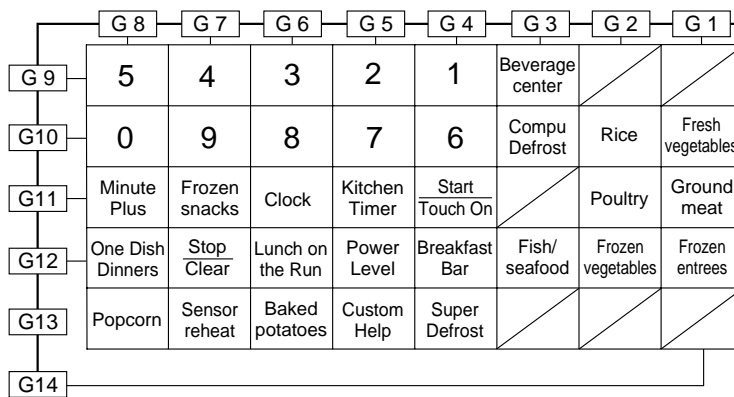 G 8 G 7 G 6 G 5 G 4 G 3 G 2 G 1
G 9 5 4 3 2 1 Beverage center
G10 0 9 8 7 6 Compu Defrost Rice Fresh vegetables
G11 Minute Plus Frozen snacks Clock Kitchen Timer Start Touch On Poultry Ground meat
G12 One Dish Dinners Stop Clear Lunch on the Run Power Level Breakfast Bar Fish/ seafood Frozen vegetables Frozen entrees
G13 Popcorn Sensor reheat Baked potatoes Custom Help Super Defrost
G14